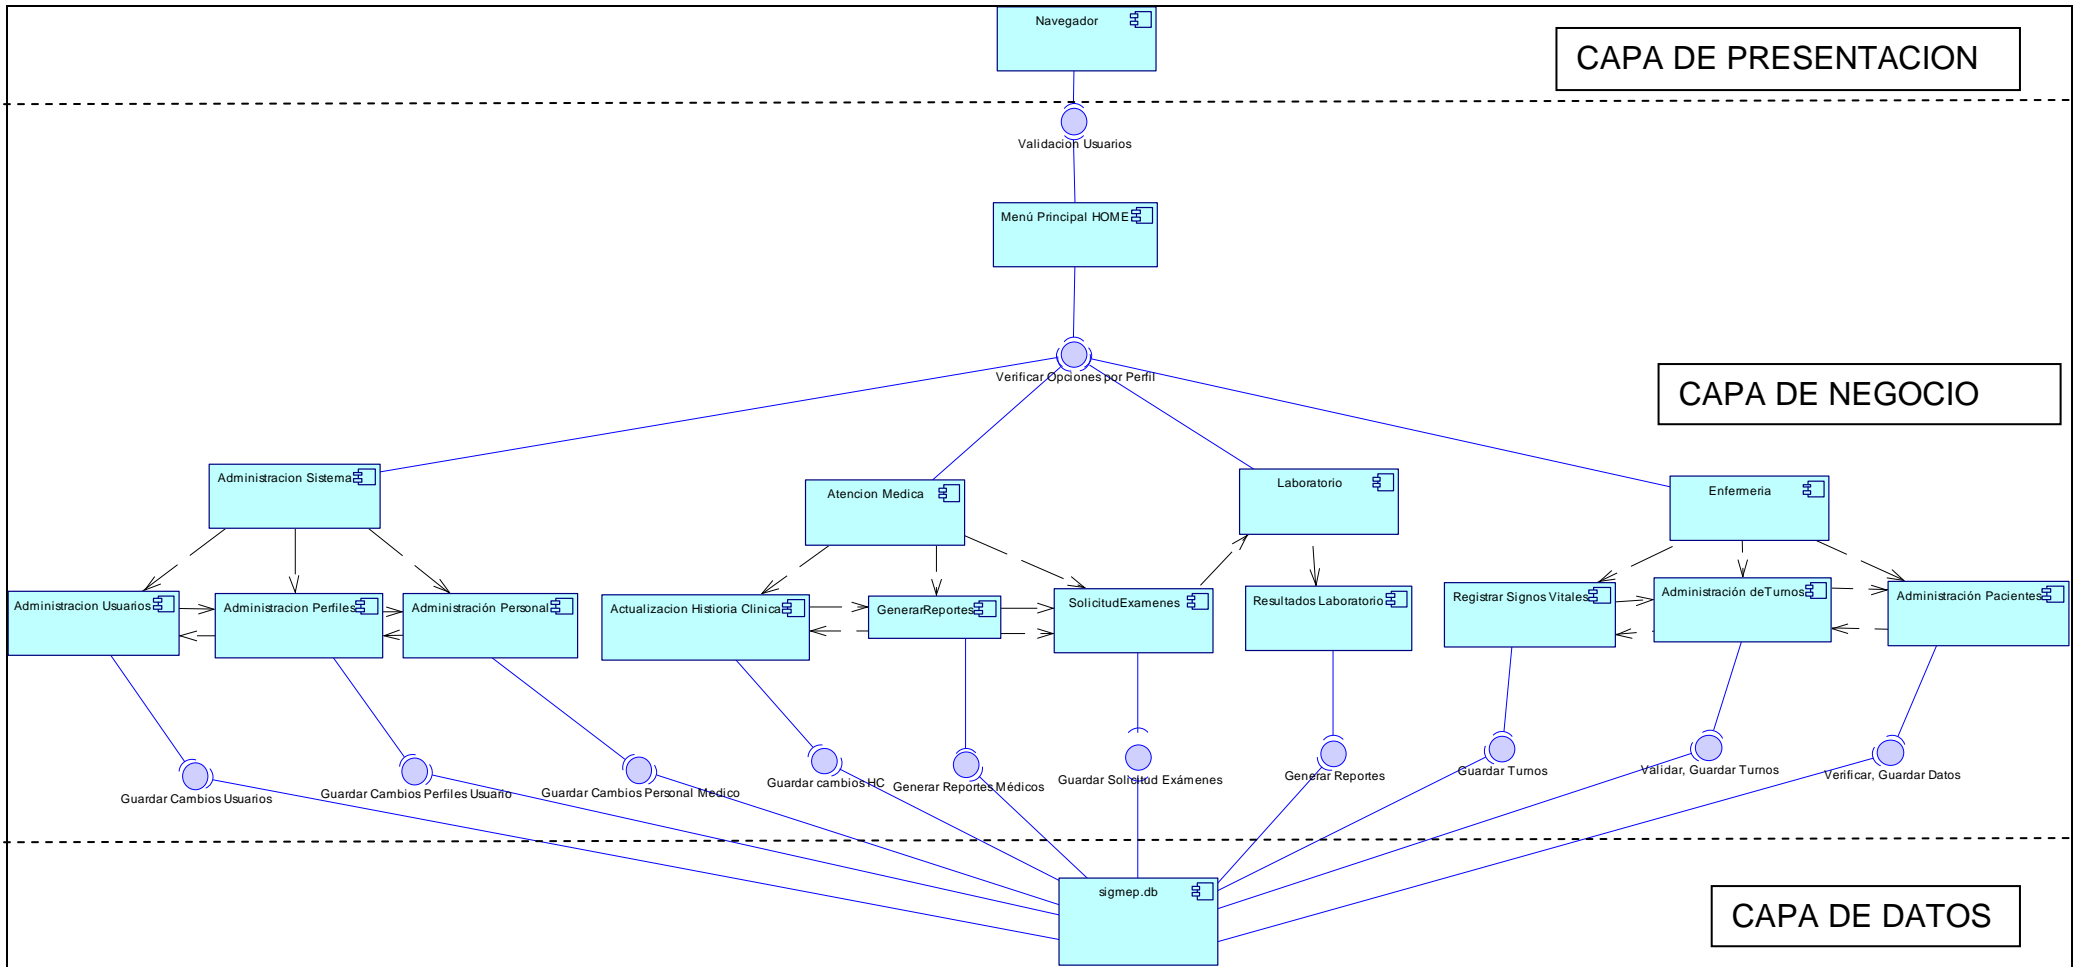 Navegador
CAPA DE PRESENTACION
Validacion Usuarios
Menú Principal HOME
Verificar Opciones por Perfil
CAPA DE NEGOCIO
Administracion Sistema
Atencion Medica
Laboratorio
Enfermeria
Administracion Usuarios
Administracion Perfiles
Administración Personal
Actualizacion Histioria Clinica
GenerarReportes
SolicitudExamenes
Resultados Laboratorio
Registrar Signos Vitales
Administración deTurnos
Administración Pacientes
Guardar Cambios Usuarios
Guardar Cambios Perfiles Usuario
Guardar Cambios Personal Medico
Guardar cambios HC
Generar Reportes Médicos
Guardar Solicitud Exámenes
Generar Reportes
Guardar Turnos
Validar, Guardar Turnos
Verificar, Guardar Datos
sigmep.db
CAPA DE DATOS